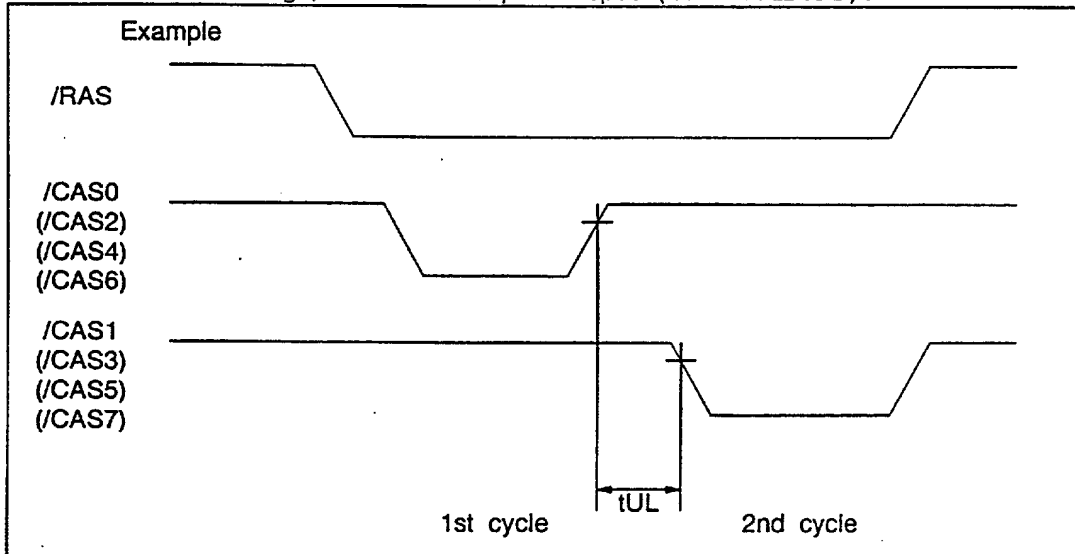 Example
/RAS
/CAS0
(/CAS2)
(/CAS4)
(/CAS6)
/CAS1
(/CAS3)
(/CAS5)
(/CAS7)
tUL
1st cycle 2nd cycle